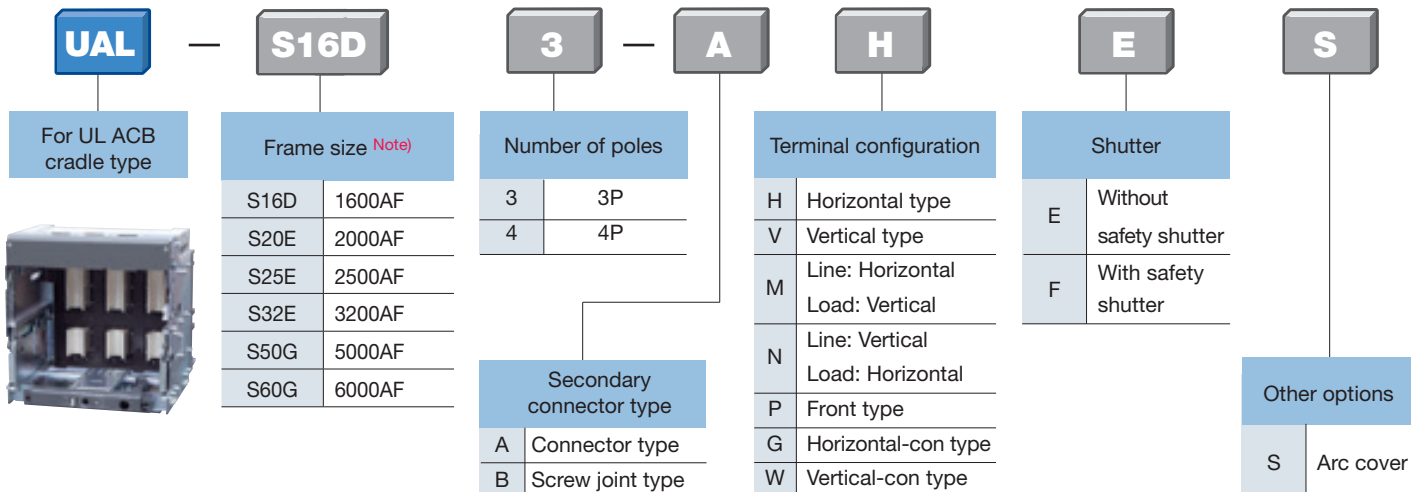 UAL — S16D 3 — A H E S
For UL ACB
cradle type
Frame size Note)
S16D 1600AF
S20E 2000AF
S25E 2500AF
S32E 3200AF
S50G 5000AF
S60G 6000AF
Number of poles
3 3P
4 4P
Secondary
connector type
A Connector type
B Screw joint type
Terminal configuration
H Horizontal type
V Vertical type
M Line: Horizontal
Load: Vertical
N Line: Vertical
Load: Horizontal
P Front type
G Horizontal-con type
W Vertical-con type
Shutter
E Without
safety shutter
F With safety
shutter
Other options
S Arc cover